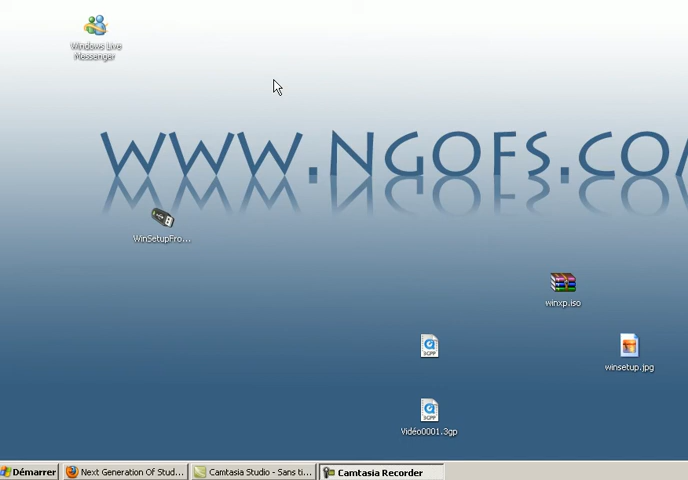 Windows Live
Messenger
WWW.NGOFS.CO
WinSetupFro...
winxp.iso
winsetup.jpg
Vidéo0001.3gp
Démarrer
Next Generation Of Stud...
Camtasia Studio - Sans ti...
Camtasia Recorder